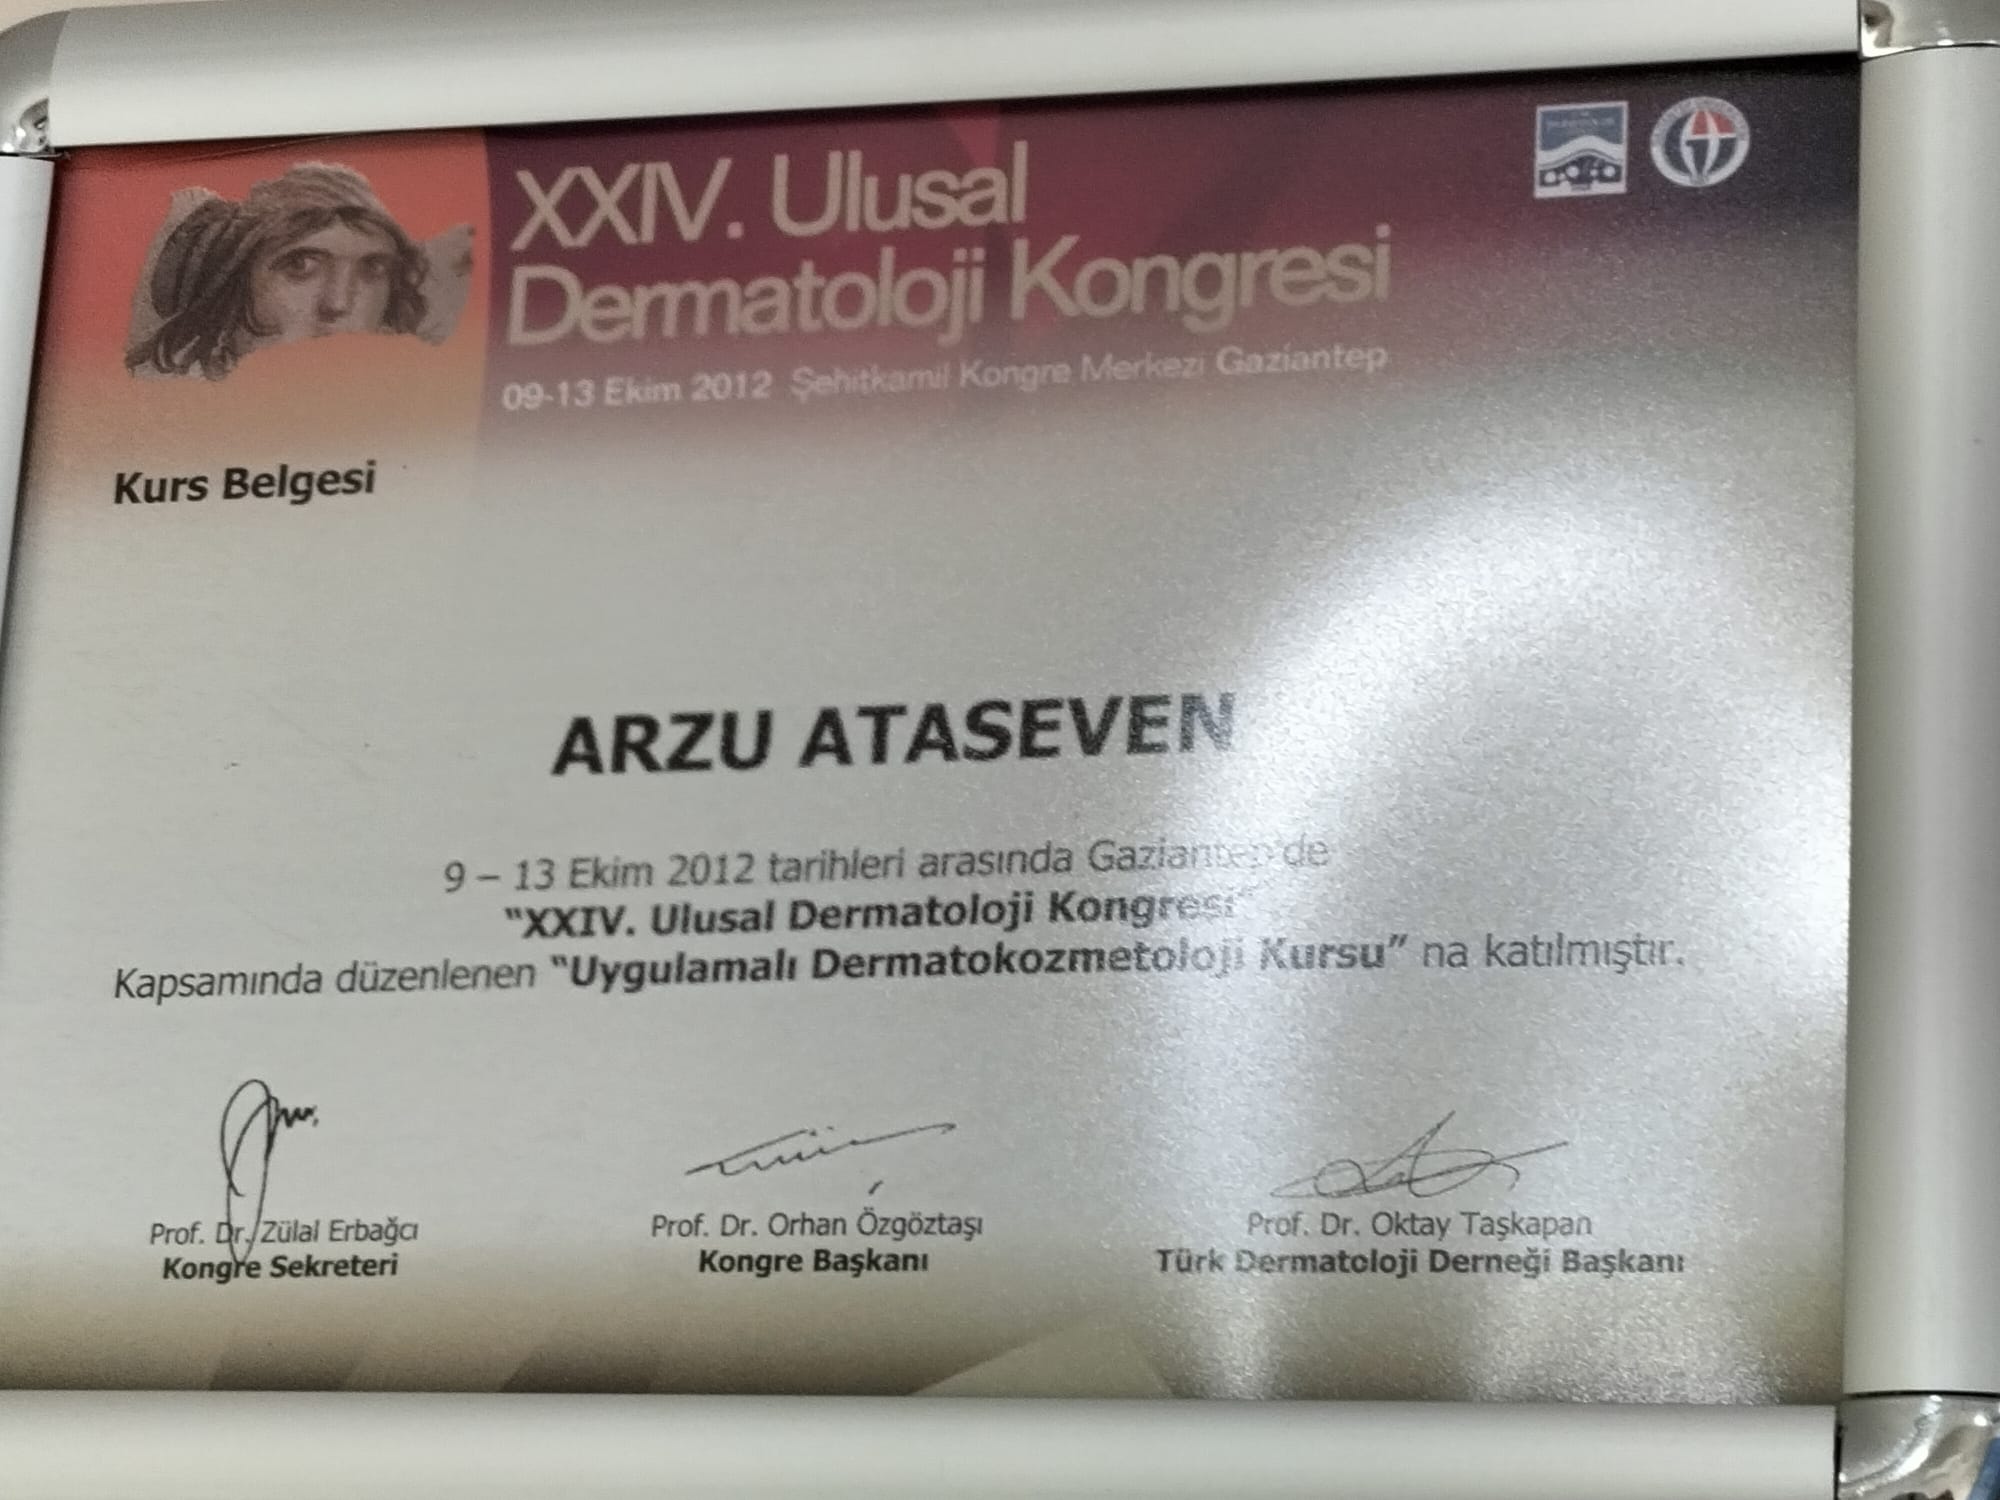 XXIV. Ulusal
Dermatoloji Kongresi
09-13 Ekim 2012 Şehitkamil Kongre Merkezi Gaziantep
Kurs Belgesi
ARZU ATASEVEN
9 – 13 Ekim 2012 tarihleri arasında Gaziantep'de
“XXIV. Ulusal Dermatoloji Kongresi”
Kapsamında düzenlenen “Uygulamalı Dermatokozmetoloji Kursu” na katılmıştır.
Prof. Dr. Zülal Erbağcı
Kongre Sekreteri
Prof. Dr. Orhan Özgöztaşı
Kongre Başkanı
Prof. Dr. Oktay Taşkapan
Türk Dermatoloji Derneği Başkanı